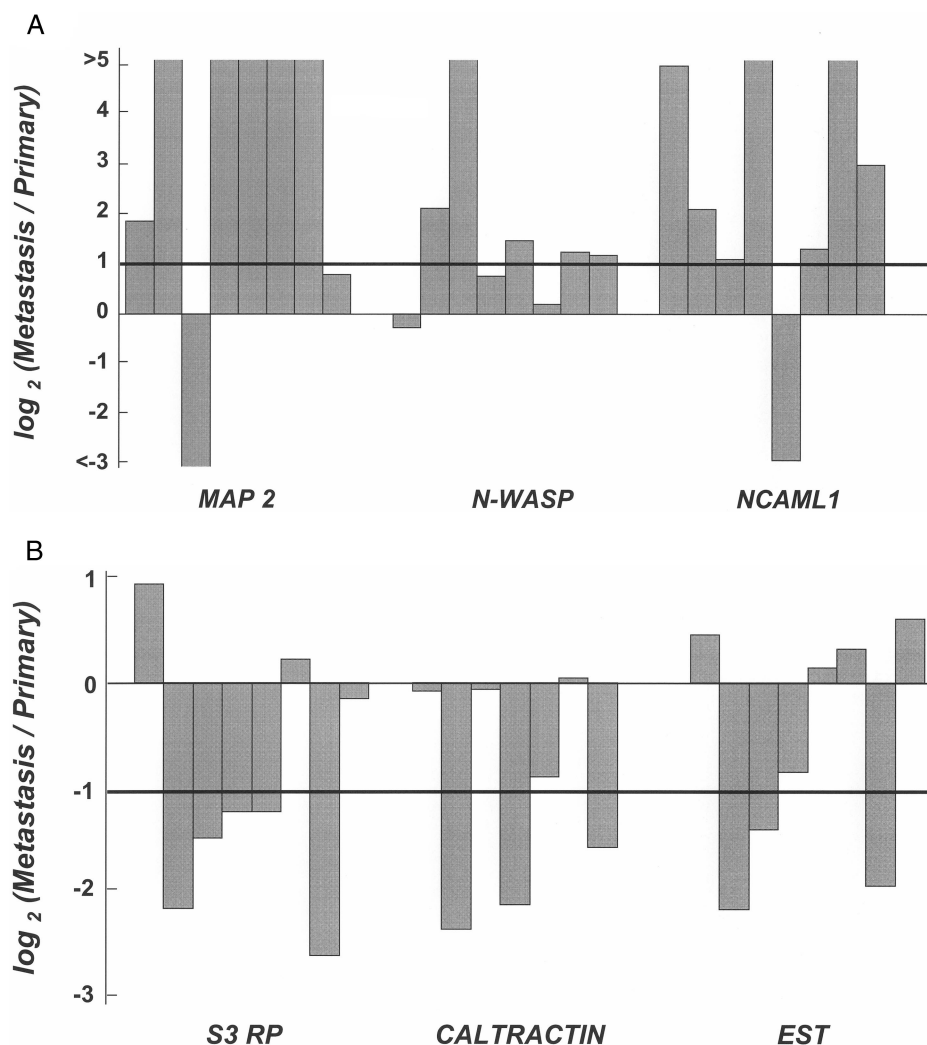 A
log 2 (Metastasis / Primary)
>5
4
3
2
1
0
-1
-2
<-3
MAP 2 N-WASP NCAML1
B
log 2 (Metastasis / Primary)
1
0
-1
-2
-3
S3 RP CALTRACTIN EST